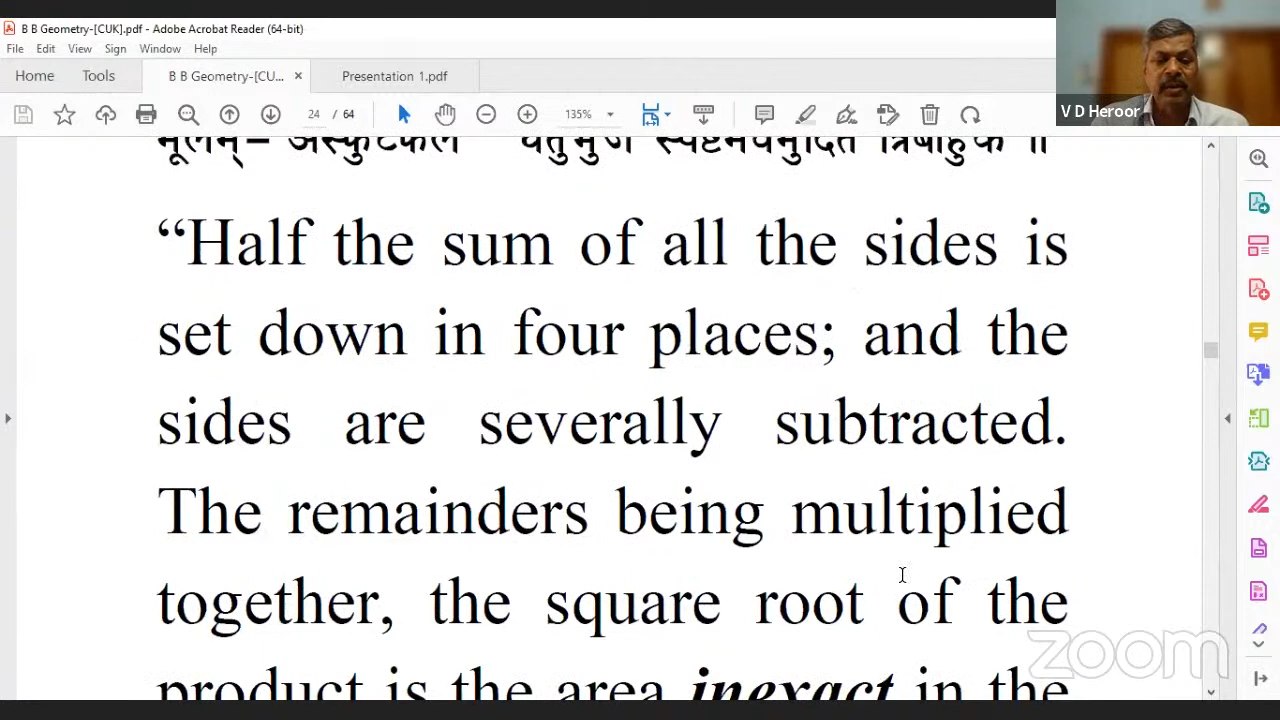 B B Geometry-[CUK].pdf - Adobe Acrobat Reader (64-bit)
File Edit View Sign Window Help
Home Tools B B Geometry-[CU... × Presentation 1.pdf
24 / 64 135%
V D Heroor
“Half the sum of all the sides is
set down in four places; and the
sides are severally subtracted.
The remainders being multiplied
together, the square root of the
product is the area inexact in the
zoom